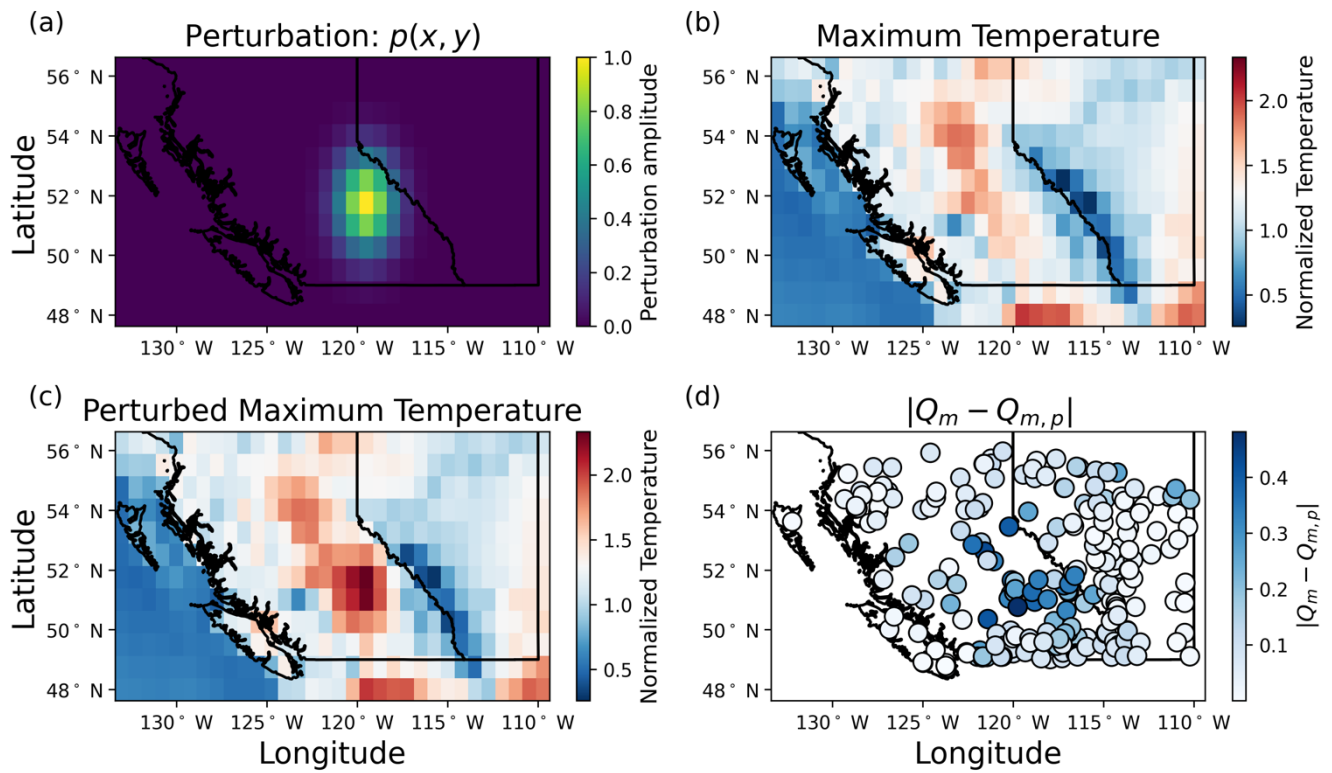 (a)
Perturbation: p(x, y)
Latitude
56° N
54° N
52° N
50° N
48° N
130° W
125° W
120° W
115° W
110° W
1.0
0.8
0.6
0.4
0.2
0.0
Perturbation amplitude
(b)
Maximum Temperature
56° N
54° N
52° N
50° N
48° N
130° W
125° W
120° W
115° W
110° W
2.0
1.5
1.0
0.5
Normalized Temperature
(c)
Perturbed Maximum Temperature
Latitude
56° N
54° N
52° N
50° N
48° N
130° W
125° W
120° W
115° W
110° W
Longitude
2.0
1.5
1.0
0.5
Normalized Temperature
(d)
|Qₘ − Qₘ,ₚ|
56° N
54° N
52° N
50° N
48° N
130° W
125° W
120° W
115° W
110° W
Longitude
0.4
0.3
0.2
0.1
|Qₘ − Qₘ,ₚ|